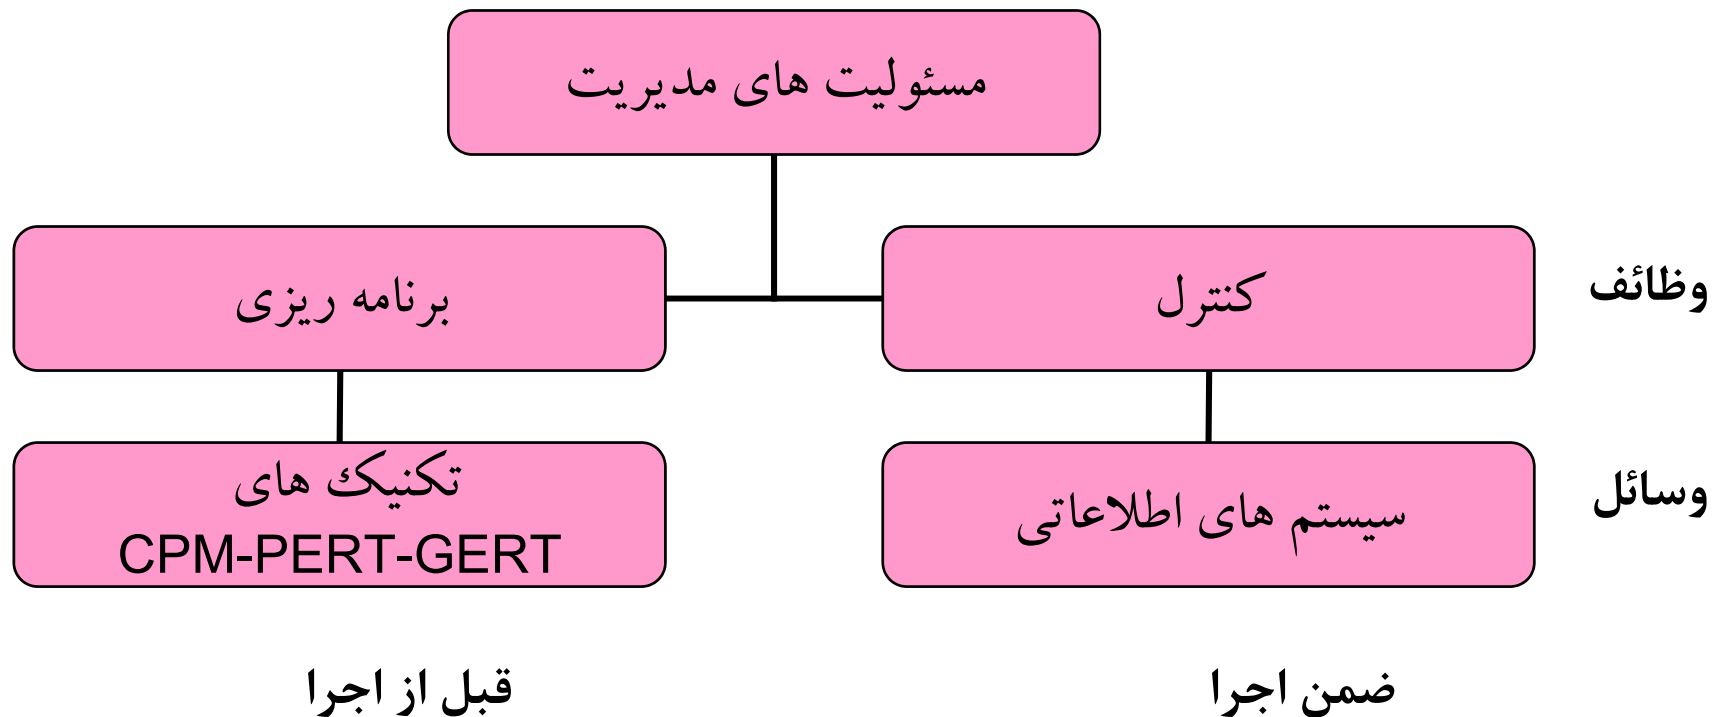 مسئولیت های مدیریت
وظائف
کنترل
برنامه ریزی
وسائل
سیستم های اطلاعاتی
تکنیک های
CPM-PERT-GERT
ضمن اجرا
قبل از اجرا